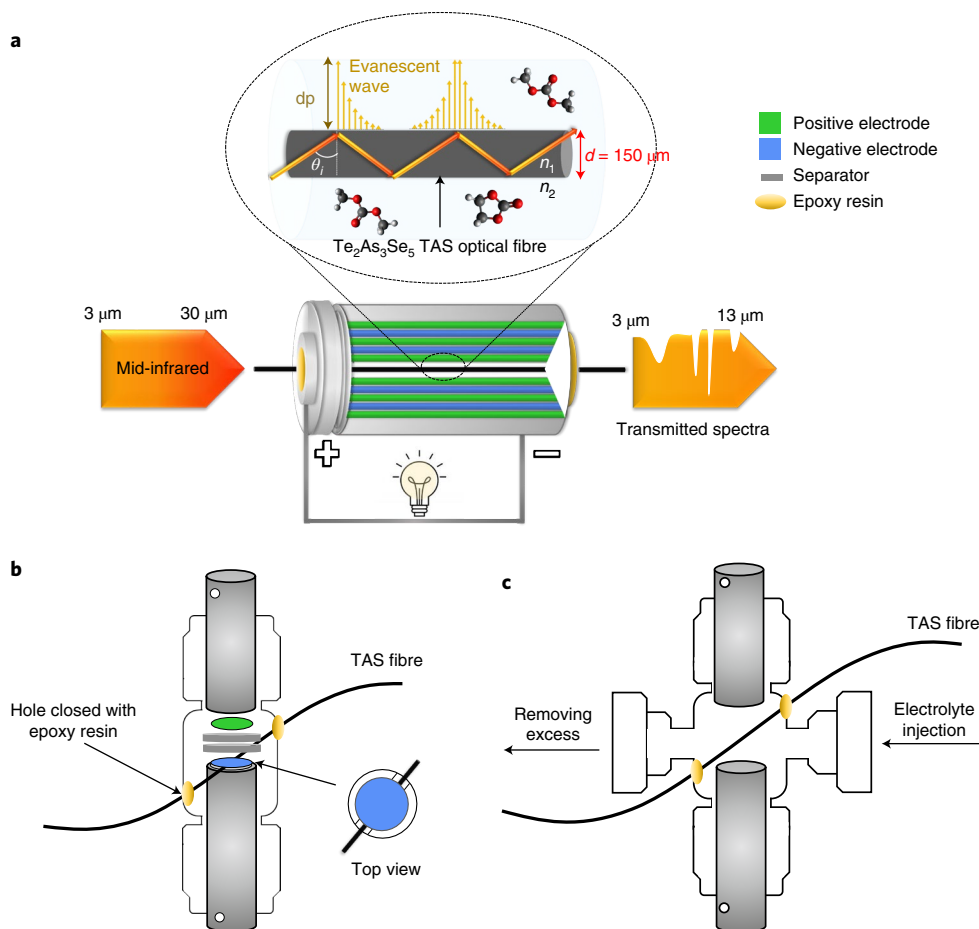 a
Evanescent
wave
dp
θi
n1
n2
d = 150 μm
Te2As3Se5 TAS optical fibre
Positive electrode
Negative electrode
Separator
Epoxy resin
3 μm
30 μm
Mid-infrared
3 μm
13 μm
Transmitted spectra
+
−
b
TAS fibre
Hole closed with
epoxy resin
Top view
c
TAS fibre
Removing
excess
Electrolyte
injection